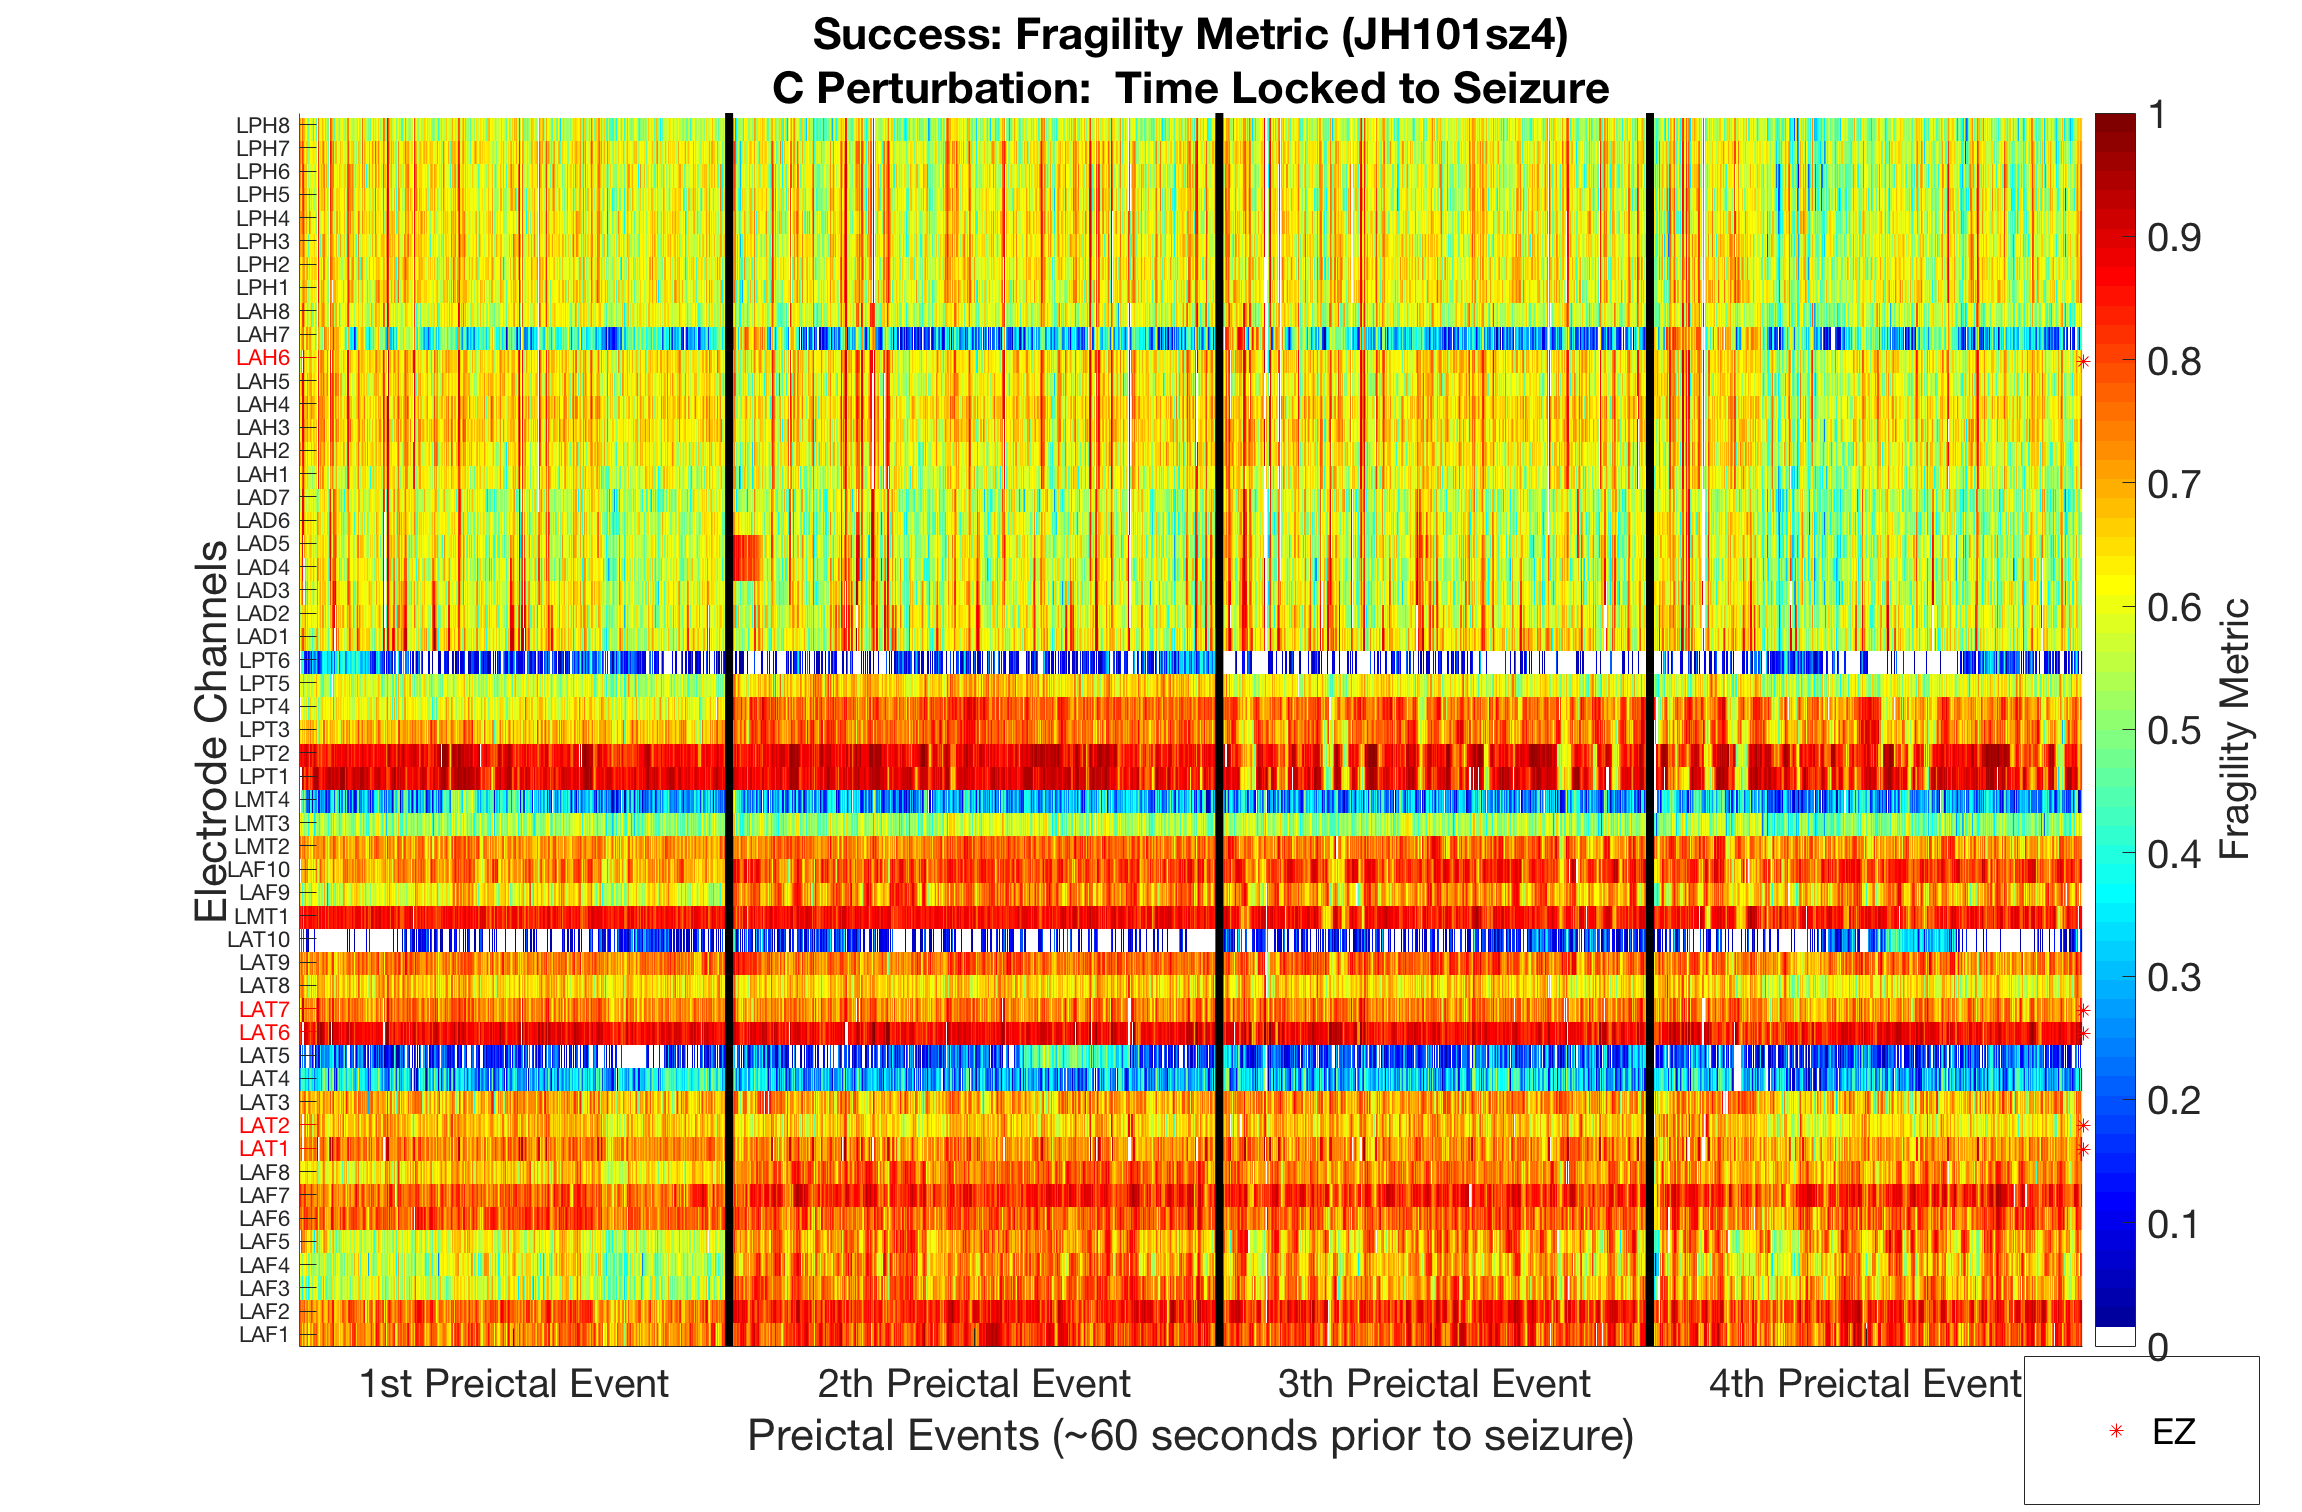 Success: Fragility Metric (JH101sz4)
C Perturbation:  Time Locked to Seizure
Electrode Channels
LPH8
LPH7
LPH6
LPH5
LPH4
LPH3
LPH2
LPH1
LAH8
LAH7
LAH6
LAH5
LAH4
LAH3
LAH2
LAH1
LAD7
LAD6
LAD5
LAD4
LAD3
LAD2
LAD1
LPT6
LPT5
LPT4
LPT3
LPT2
LPT1
LMT4
LMT3
LMT2
LAF10
LAF9
LMT1
LAT10
LAT9
LAT8
LAT7
LAT6
LAT5
LAT4
LAT3
LAT2
LAT1
LAF8
LAF7
LAF6
LAF5
LAF4
LAF3
LAF2
LAF1
1
0.9
0.8
0.7
0.6
0.5
0.4
0.3
0.2
0.1
0
Fragility Metric
1st Preictal Event
2th Preictal Event
3th Preictal Event
4th Preictal Event
Preictal Events (~60 seconds prior to seizure)
EZ